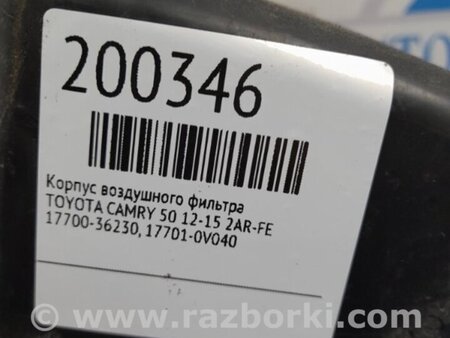 200346
Корпус воздушного фильтра
TOYOTA CAMRY 50 12-15 2AR-FE
17700-36230, 17701-0V040
www.razborki.com